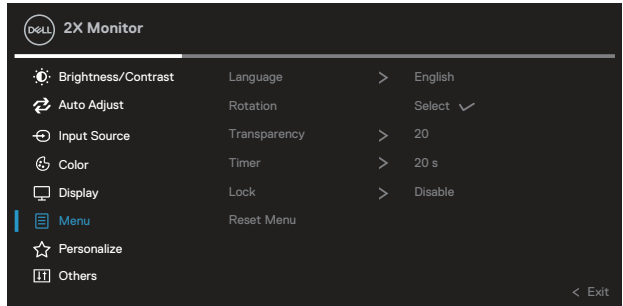 DELL 2X Monitor
Brightness/Contrast Language > English
Auto Adjust Rotation Select ✓
Input Source Transparency > 20
Color Timer > 20 s
Display Lock > Disable
Menu Reset Menu
Personalize
Others
< Exit